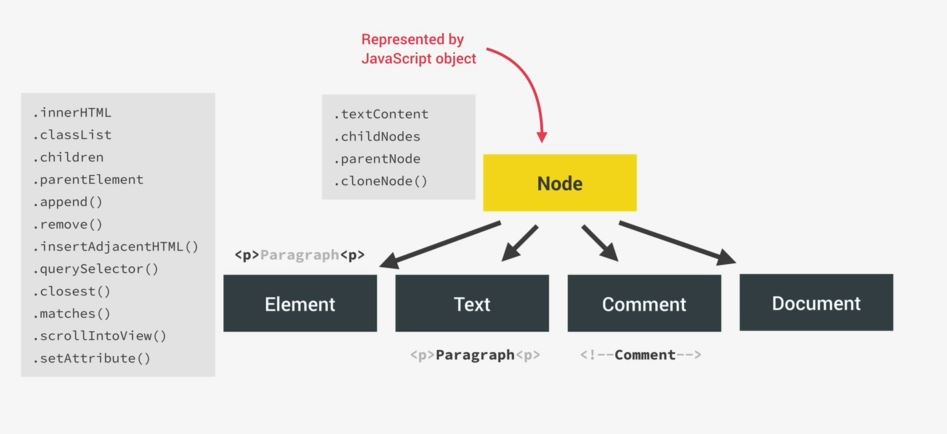 Represented by
JavaScript object
.innerHTML
.classList
.children
.parentElement
.append()
.remove()
.insertAdjacentHTML()
.querySelector()
.closest()
.matches()
.scrollIntoView()
.setAttribute()
.textContent
.childNodes
.parentNode
.cloneNode()
Node
<p>Paragraph<p>
Element
Text
Comment
Document
<p>Paragraph<p>
<!--Comment-->